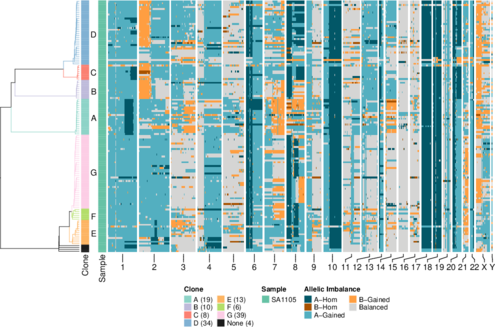 D
C
B
A
G
F
E
Clone
Sample
1 2 3 4 5 6 7 8 9 10 11 12 13 14 15 16 17 18 19 20 21 22 X Y
Clone Sample Allelic Imbalance
A (19) E (13) SA1105 A-Hom B-Gained
B (10) F (6) B-Hom Balanced
C (8) G (39) A-Gained
D (34) None (4)